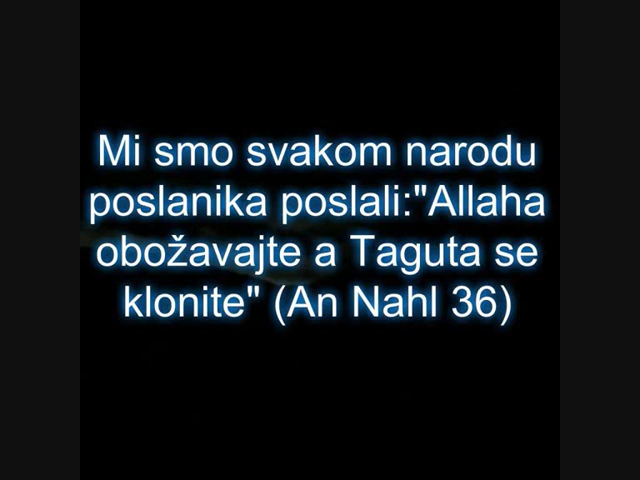 Mi smo svakom narodu
poslanika poslali:"Allaha
obožavajte a Taguta se
klonite" (An Nahl 36)